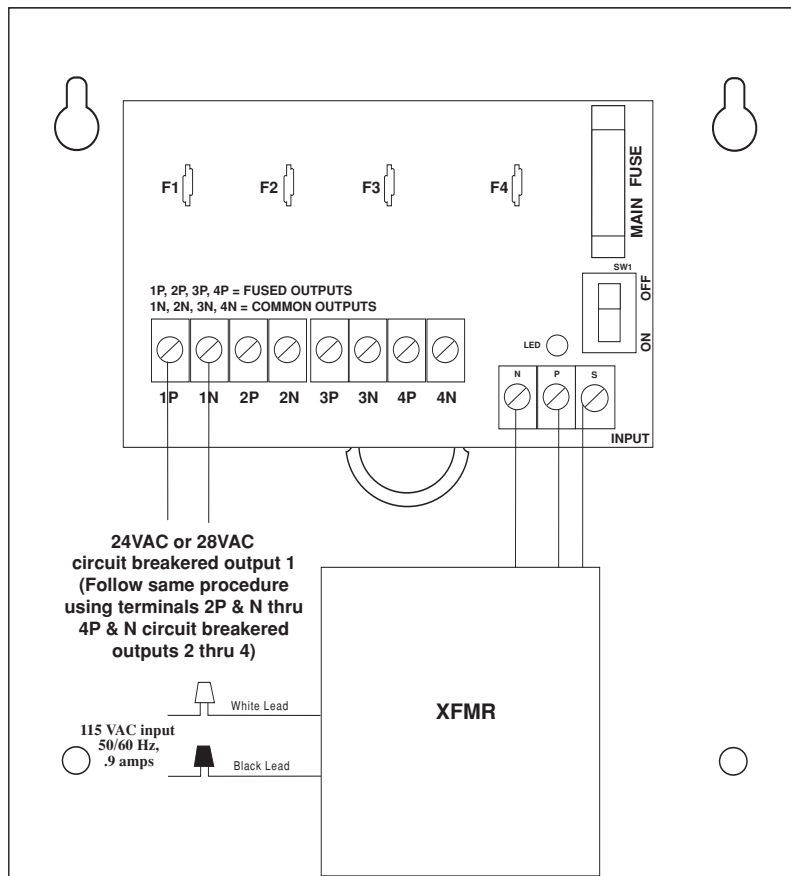 F1 F2 F3 F4
MAIN FUSE
SW1
OFF
ON
1P, 2P, 3P, 4P = FUSED OUTPUTS
1N, 2N, 3N, 4N = COMMON OUTPUTS
LED
N P S
1P 1N 2P 2N 3P 3N 4P 4N
INPUT
24VAC or 28VAC
circuit breakered output 1
(Follow same procedure
using terminals 2P & N thru
4P & N circuit breakered
outputs 2 thru 4)
XFMR
White Lead
115 VAC input
50/60 Hz,
.9 amps
Black Lead